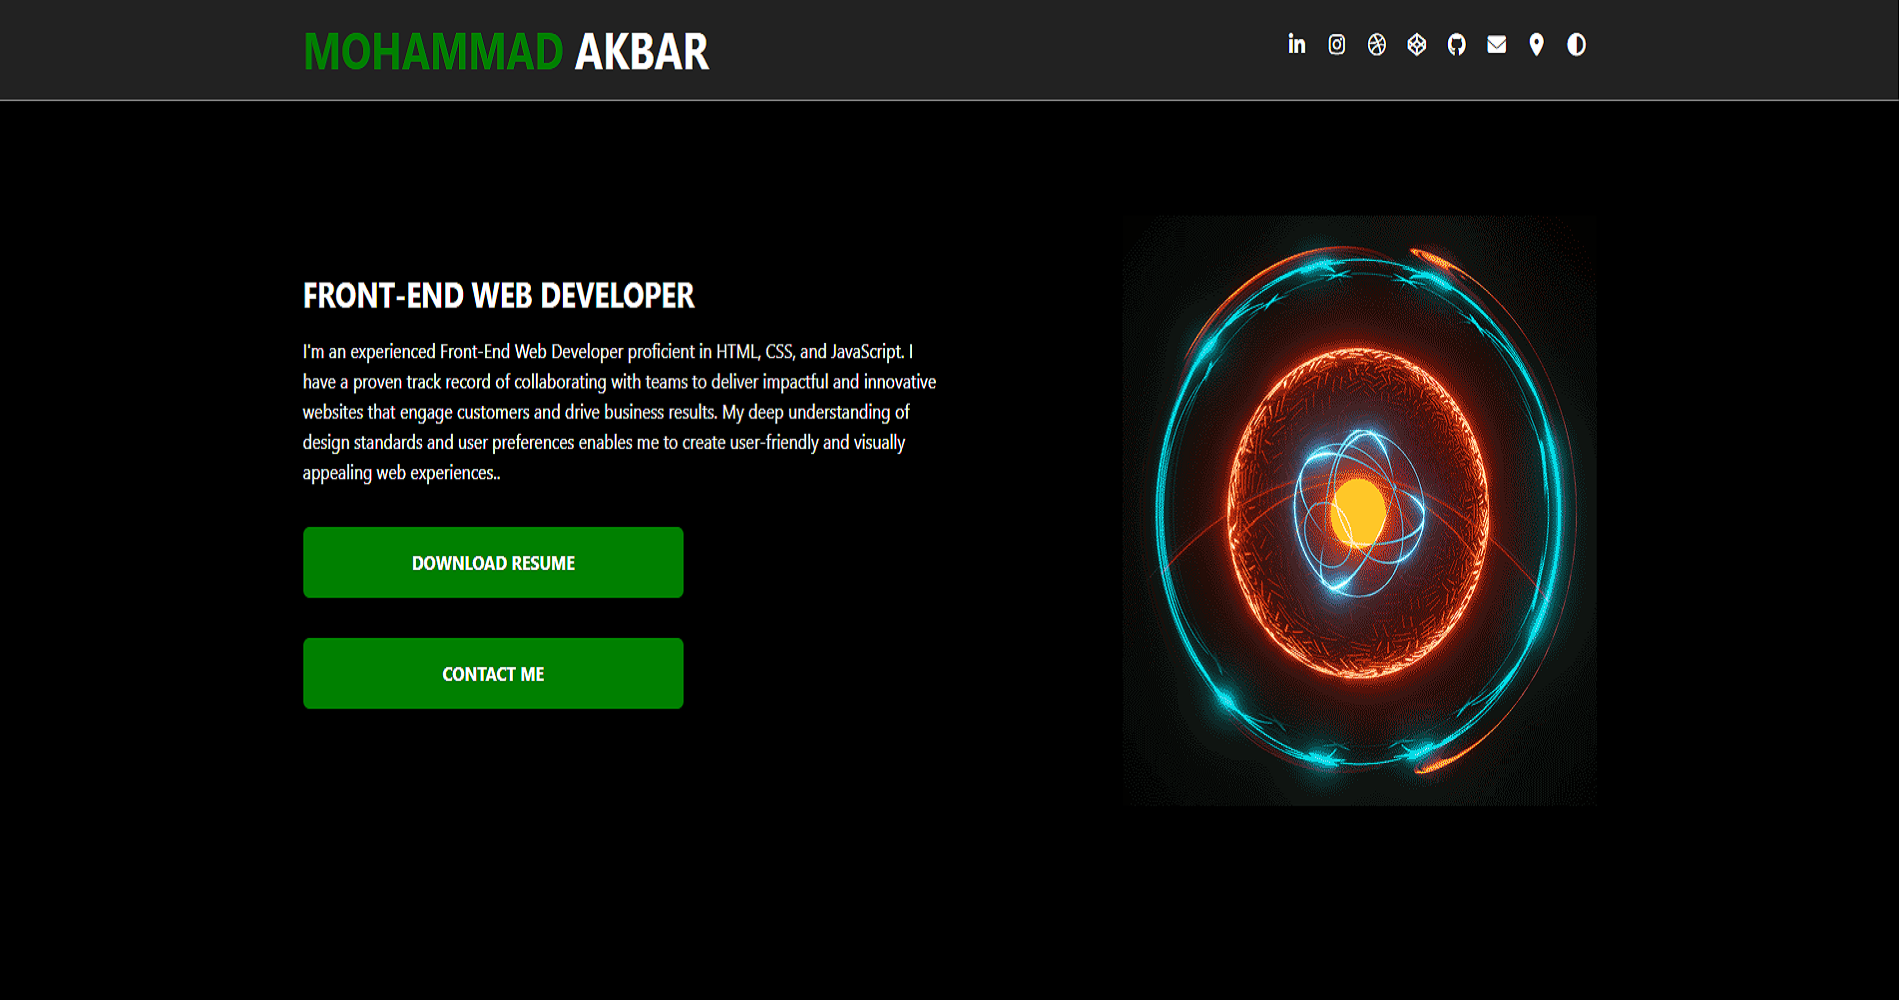 MOHAMMAD AKBAR
FRONT-END WEB DEVELOPER
I'm an experienced Front-End Web Developer proficient in HTML, CSS, and JavaScript. I
have a proven track record of collaborating with teams to deliver impactful and innovative
websites that engage customers and drive business results. My deep understanding of
design standards and user preferences enables me to create user-friendly and visually
appealing web experiences..
DOWNLOAD RESUME
CONTACT ME